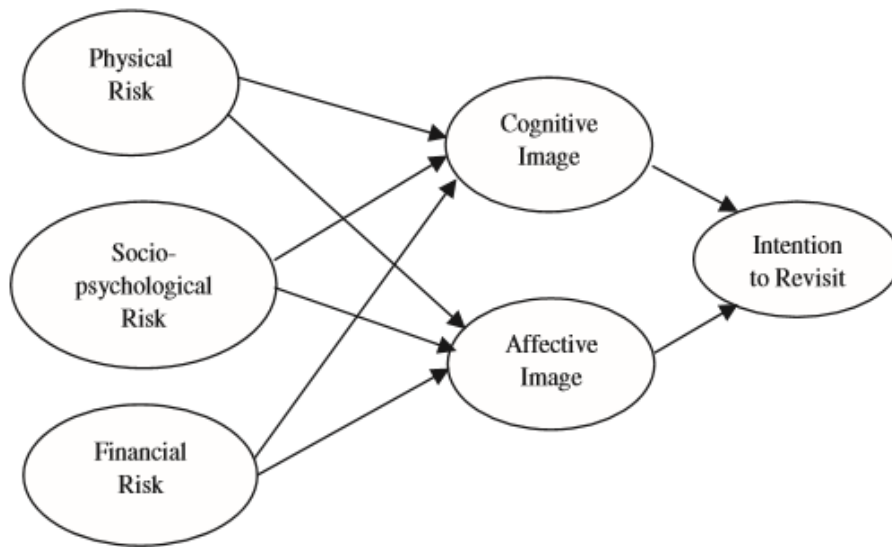 Physical
Risk
Cognitive
Image
Socio-
psychological
Risk
Intention
to Revisit
Affective
Image
Financial
Risk